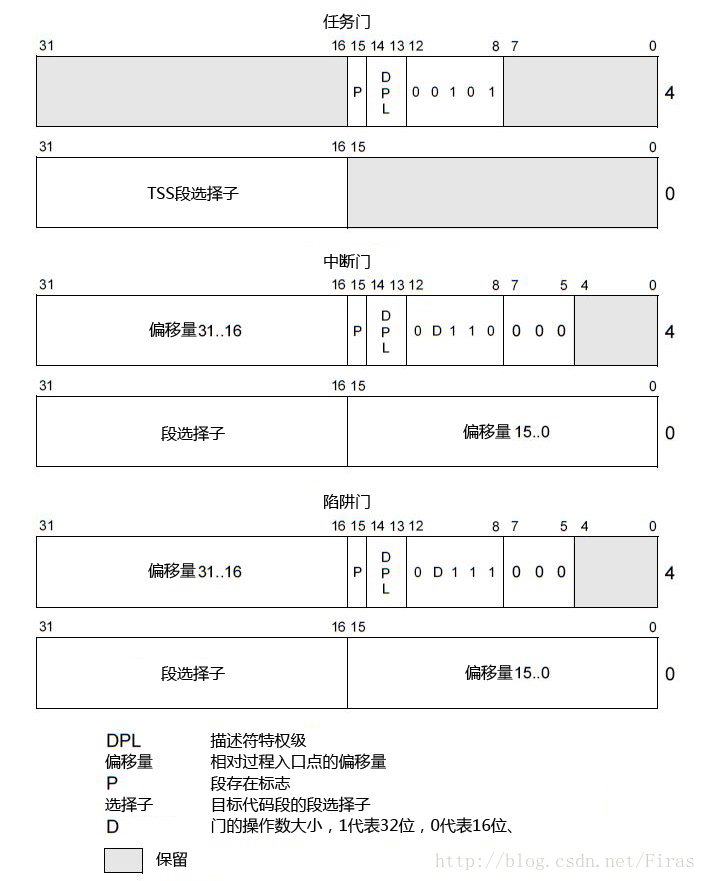 任务门
31 16 15 14 13 12 8 7 0
P DPL 0 0 1 0 1 4
31 16 15 0
TSS段选择子 0
中断门
31 16 15 14 13 12 8 7 5 4 0
偏移量31..16 P DPL 0 D 1 1 0 0 0 0 4
31 16 15 0
段选择子 偏移量 15..0 0
陷阱门
31 16 15 14 13 12 8 7 5 4 0
偏移量31..16 P DPL 0 D 1 1 1 0 0 0 4
31 16 15 0
段选择子 偏移量15..0 0
DPL 描述符特权级
偏移量 相对过程入口点的偏移量
P 段存在标志
选择子 目标代码段的段选择子
D 门的操作数大小，1代表32位，0代表16位、
保留
http://blog.csdn.net/Firas